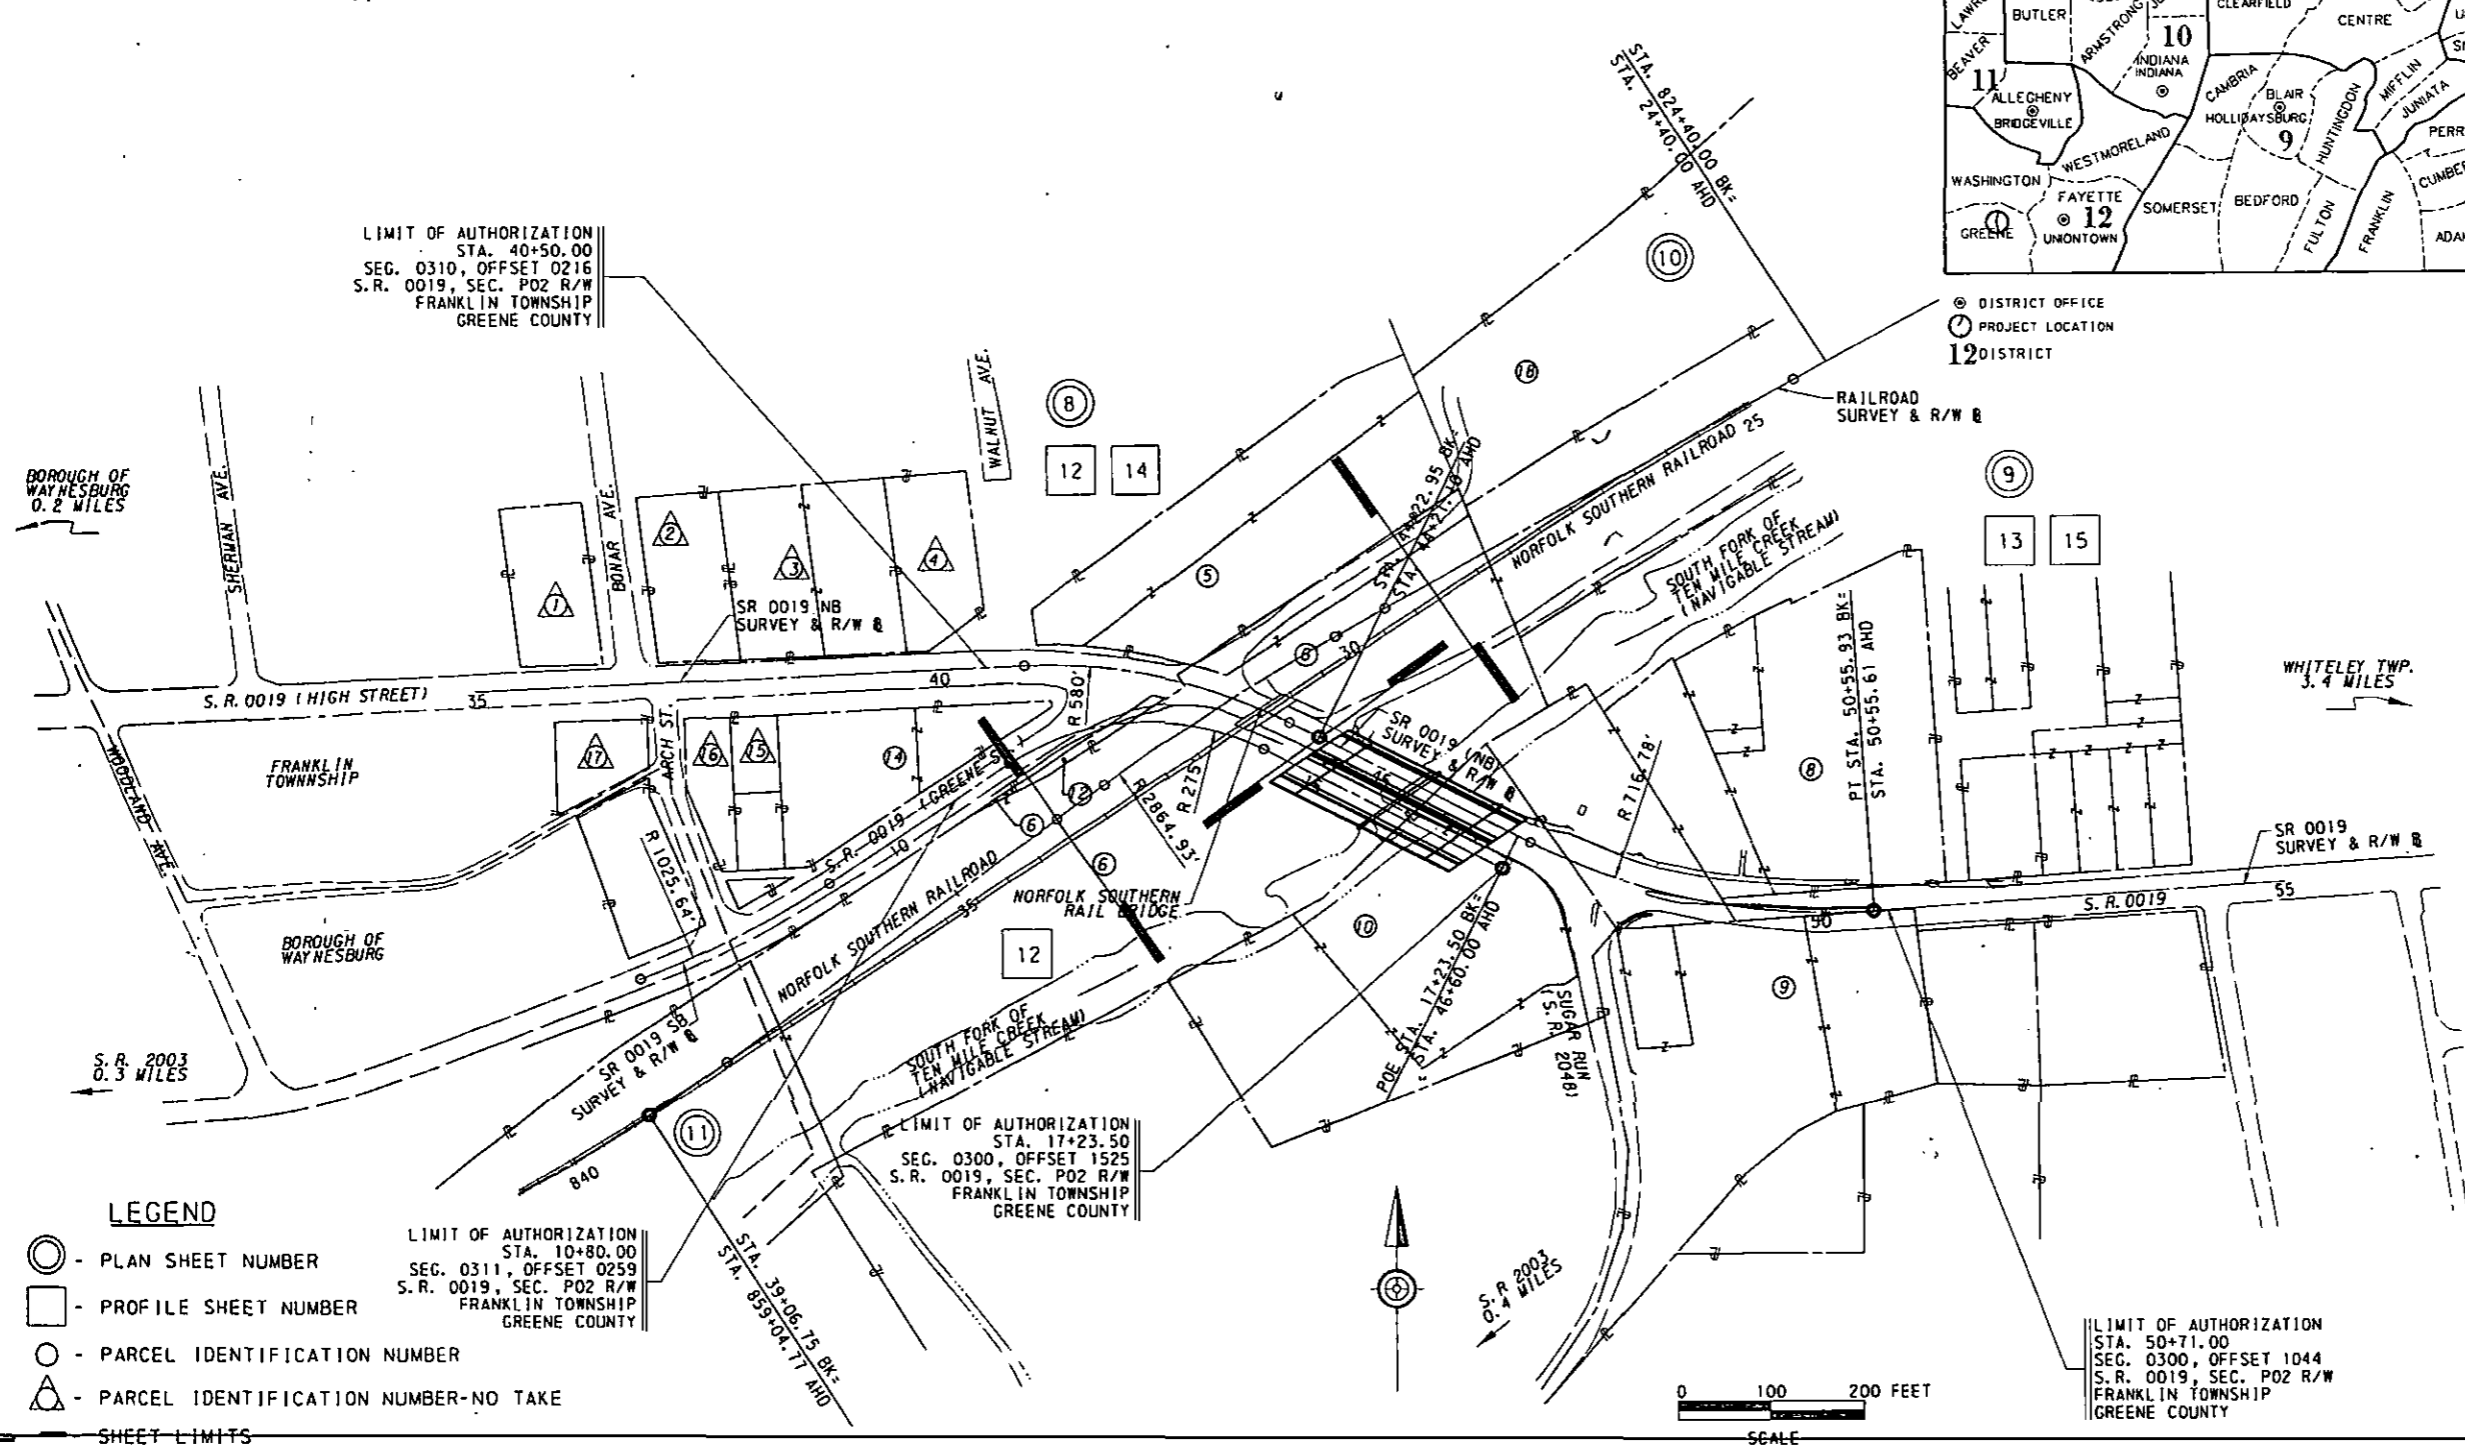 BUTLER
ARMSTRONG
CLEARFIELD
CENTRE
BEAVER
11
10
INDIANA
INDIANA
ALLEGHENY
BRIDGEVILLE
CAMBRIA
BLAIR
HOLLIDAYSBURG
9
HUNTINGDON
MIFFLIN
JUNIATA
WESTMORELAND
WASHINGTON
FAYETTE
12
UNIONTOWN
GREENE
SOMERSET
BEDFORD
FULTON
FRANKLIN
DISTRICT OFFICE
PROJECT LOCATION
12 DISTRICT
STA. 824+40.00 BK=
STA. 24+40.00 AHD
LIMIT OF AUTHORIZATION
STA. 40+50.00
SEG. 0310, OFFSET 0216
S.R. 0019, SEC. P02 R/W
FRANKLIN TOWNSHIP
GREENE COUNTY
10
18
RAILROAD
SURVEY & R/W
WALNUT AVE.
8
12 14
BOROUGH OF
WAYNESBURG
0.2 MILES
SHERMAN AVE.
BONAR AVE.
1
2
3
4
5
SR 0019 NB
SURVEY & R/W
NORFOLK SOUTHERN RAILROAD 25
SOUTH FORK OF
TEN MILE CREEK
(NAVIGABLE STREAM)
9
13 15
WHITELEY TWP.
3.4 MILES
PT STA. 50+55.93 BK=
STA. 50+55.61 AHD
S.R. 0019 (HIGH STREET)
35
40
R 580'
8
30
FRANKLIN
TOWNNSHIP
WOODLAND AVE.
ARCH ST.
17
16
15
14
S.R. 0019
10
12
6
6
R 2864.93'
R 275'
SR 0019 (NB)
SURVEY & R/W
45
15
R 716.78'
8
R 1025.64'
NORFOLK SOUTHERN RAILROAD
35
NORFOLK SOUTHERN
RAIL BRIDGE
12
10
SR 0019
SURVEY & R/W
S.R. 0019
50
55
9
BOROUGH OF
WAYNESBURG
POE STA. 17+23.50 BK=
STA. 46+60.00 AHD
SUGAR RUN
(S.R. 2048)
SOUTH FORK OF
TEN MILE CREEK
(NAVIGABLE STREAM)
SR 0019 SB
SURVEY & R/W
S.R. 2003
0.3 MILES
11
840
LIMIT OF AUTHORIZATION
STA. 17+23.50
SEG. 0300, OFFSET 1525
S.R. 0019, SEC. P02 R/W
FRANKLIN TOWNSHIP
GREENE COUNTY
LIMIT OF AUTHORIZATION
STA. 10+80.00
SEG. 0311, OFFSET 0259
S.R. 0019, SEC. P02 R/W
FRANKLIN TOWNSHIP
GREENE COUNTY
STA. 39+06.75 BK=
STA. 859+04.77 AHD
S.R 2003
0.4 MILES
LIMIT OF AUTHORIZATION
STA. 50+71.00
SEG. 0300, OFFSET 1044
S.R. 0019, SEC. P02 R/W
FRANKLIN TOWNSHIP
GREENE COUNTY
0 100 200 FEET
SCALE
LEGEND
- PLAN SHEET NUMBER
- PROFILE SHEET NUMBER
- PARCEL IDENTIFICATION NUMBER
- PARCEL IDENTIFICATION NUMBER-NO TAKE
SHEET LIMITS